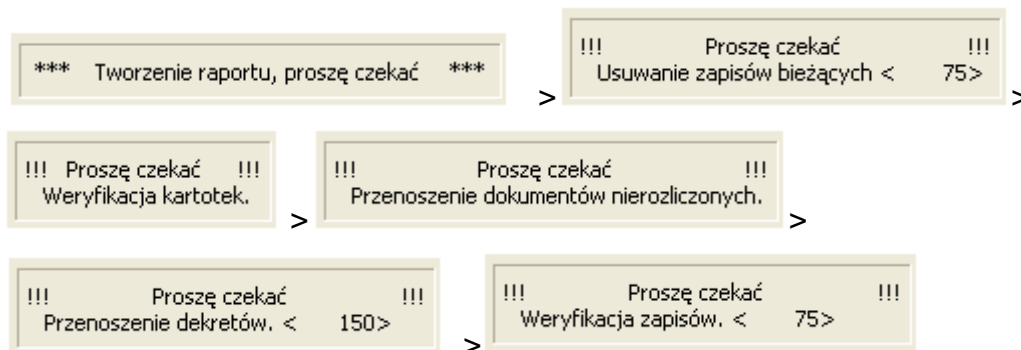 *** Tworzenie raportu, proszę czekać ***
>
!!! Proszę czekać !!!
Usuwanie zapisów bieżących < 75>
>
!!! Proszę czekać !!!
Weryfikacja kartotek.
>
!!! Proszę czekać !!!
Przenoszenie dokumentów nierozliczonych.
>
!!! Proszę czekać !!!
Przenoszenie dekretów. < 150>
>
!!! Proszę czekać !!!
Weryfikacja zapisów. < 75>